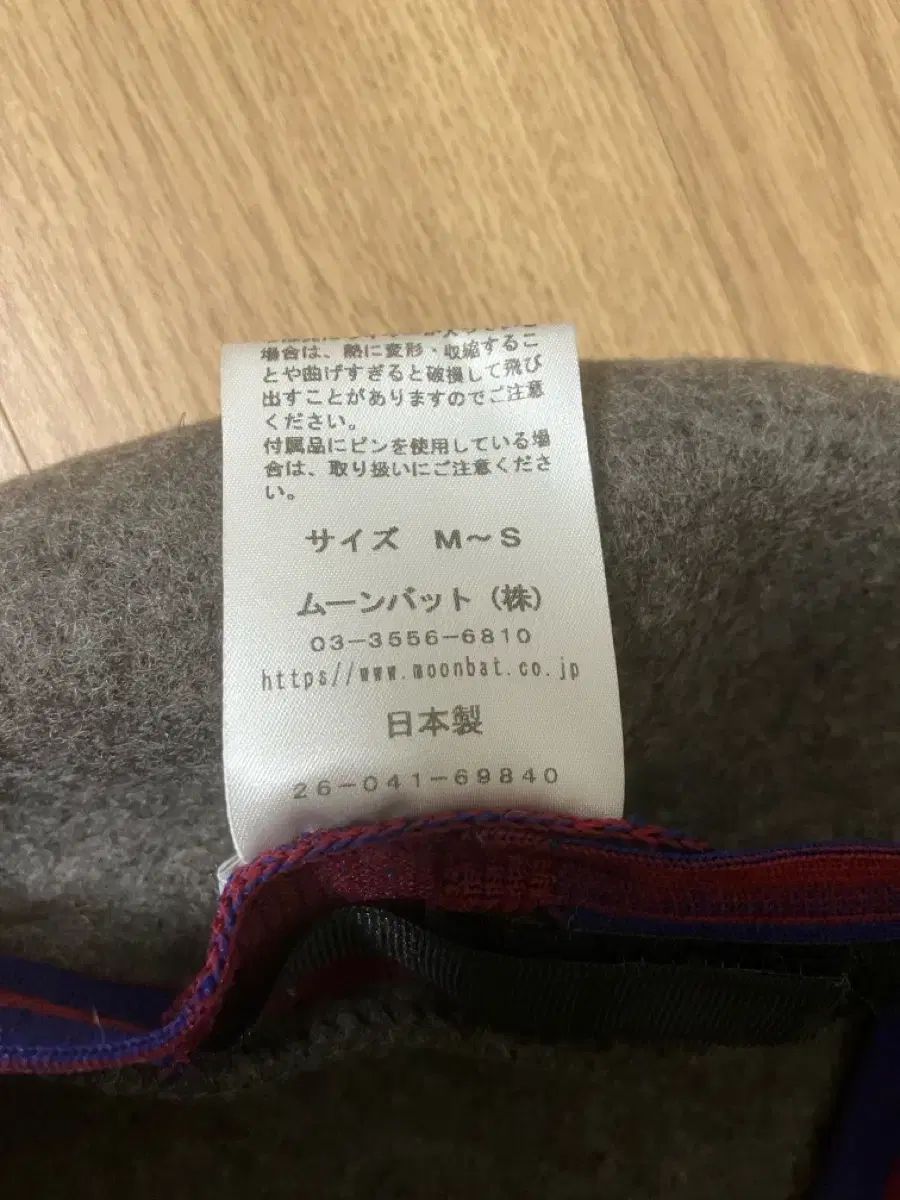 場合は、熱に変形・収縮するこ
とや曲げすぎると破損して飛び
出すことがありますのでご注意
ください。
付属品にピンを使用している場
合は、取り扱いにご注意くださ
い。
サイズ M～S
ムーンバット（株）
03-3556-6810
https//www.moonbat.co.jp
日本製
26-041-69840